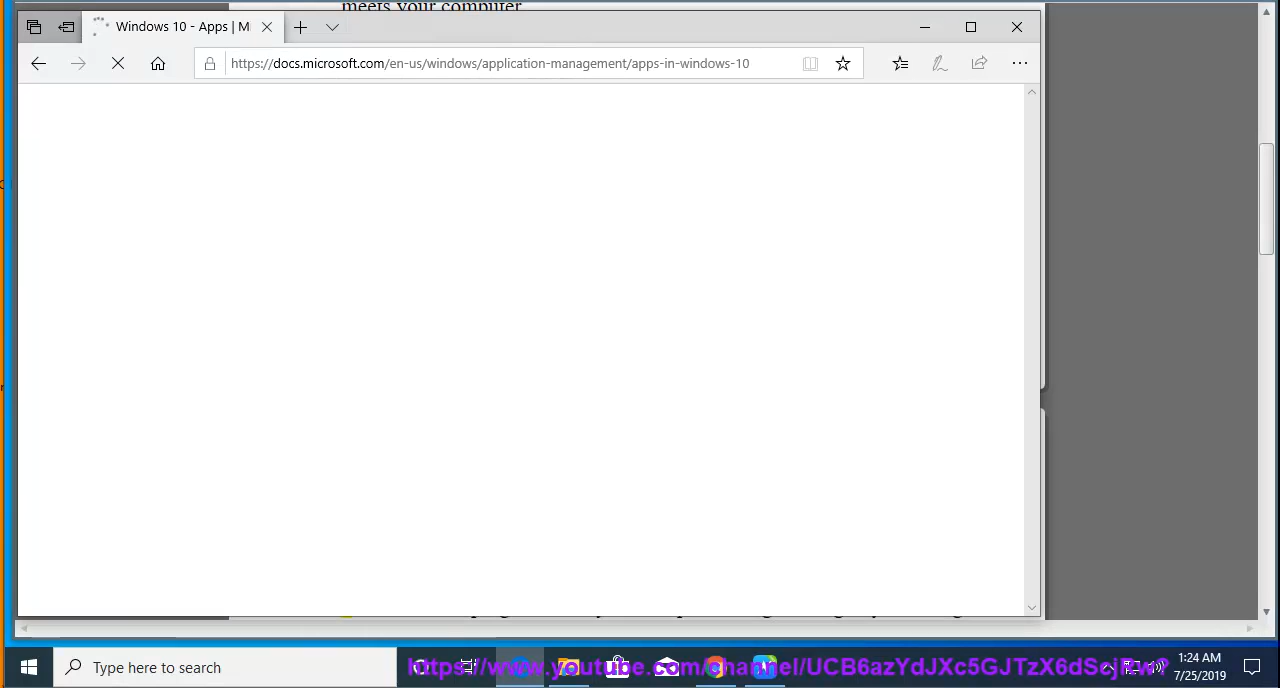 meets your computer
Windows 10 - Apps | M
https://docs.microsoft.com/en-us/windows/application-management/apps-in-windows-10
Type here to search
https://www.youtube.com/channel/UCB6azYdJXc5GJTzX6dScjRw?
1:24 AM
7/25/2019